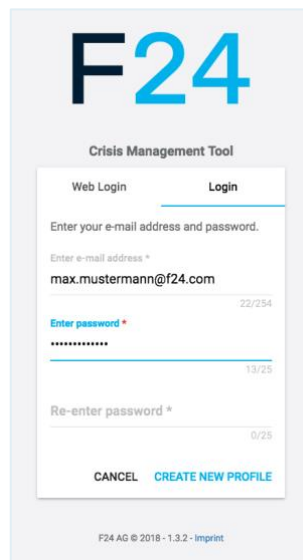 F24
Crisis Management Tool
Web Login
Login
Enter your e-mail address and password.
Enter e-mail address *
max.mustermann@f24.com
22/254
Enter password *
•••••••••••••
13/25
Re-enter password *
0/25
CANCEL
CREATE NEW PROFILE
F24 AG © 2018 - 1.3.2 - Imprint